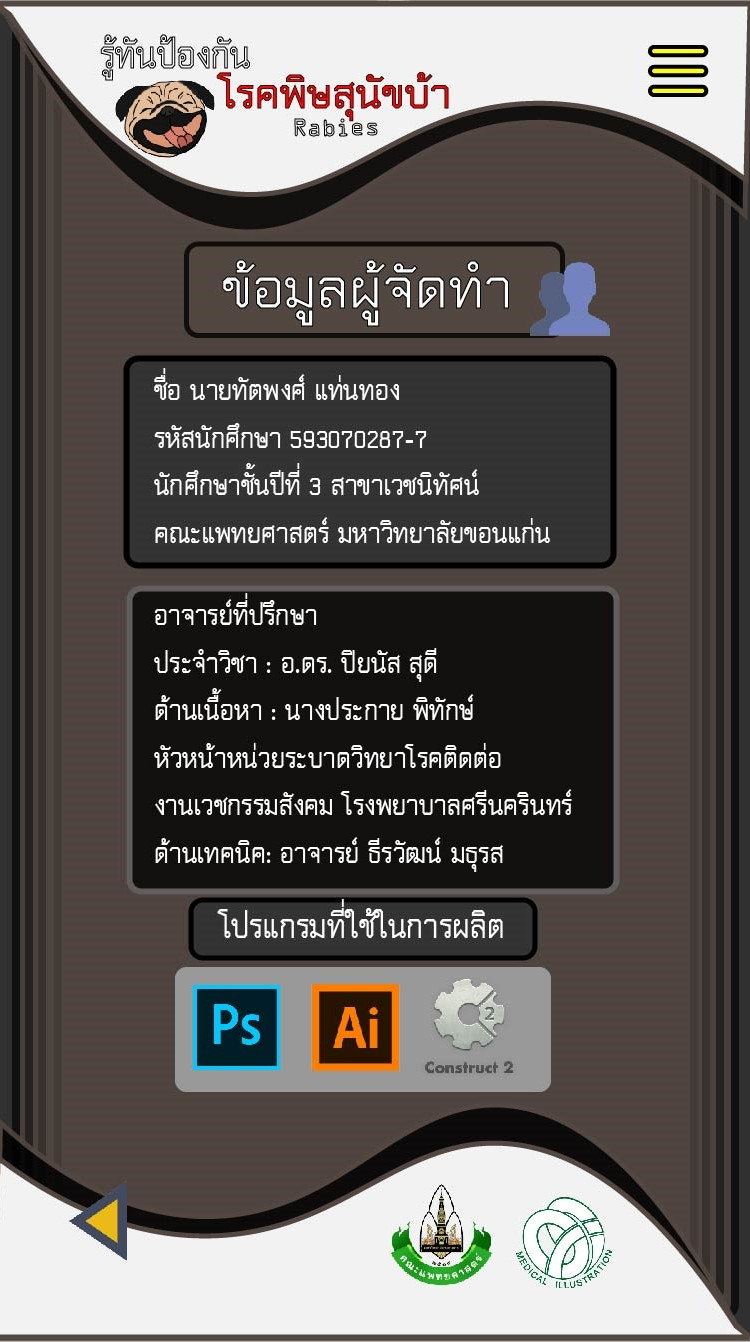 รู้ทันป้องกัน
โรคพิษสุนัขบ้า
Rabies
ข้อมูลผู้จัดทำ
ชื่อ นายทัตพงศ์ แท่นทอง
รหัสนักศึกษา 593070287-7
นักศึกษาชั้นปีที่ 3 สาขาเวชนิทัศน์
คณะแพทยศาสตร์ มหาวิทยาลัยขอนแก่น
อาจารย์ที่ปรึกษา
ประจำวิชา : อ.ดร. ปิยนัส สุดี
ด้านเนื้อหา : นางประกาย พิทักษ์
หัวหน้าหน่วยระบาดวิทยาโรคติดต่อ
งานเวชกรรมสังคม โรงพยาบาลศรีนครินทร์
ด้านเทคนิค: อาจารย์ ธีรวัฒน์ มธุรส
โปรแกรมที่ใช้ในการผลิต
Ps Ai 2
Construct 2
คณะแพทยศาสตร์
MEDICAL ILLUSTRATION